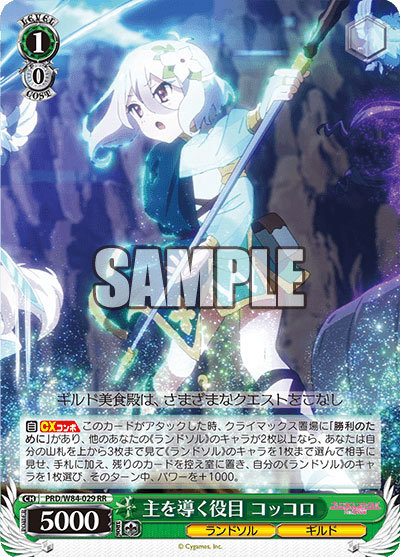 LEVEL
1
0
COST
SAMPLE
ギルド美食殿は、さまざまなクエストをこなし
自 CXコンボ このカードがアタックした時、クライマックス置場に「勝利のた
めに」があり、他のあなたの《ランドソル》のキャラが2枚以上なら、あなたは自
分の山札を上から3枚まで見て《ランドソル》のキャラを1枚まで選んで相手に
見せ、手札に加え、残りのカードを控え室に置き、自分の《ランドソル》のキャラ
を1枚選び、そのターン中、パワーを+1000。
PRD/W84-029 RR
5000
主を導く役目 コッコロ
ランドソル
ギルド
© Cygames, Inc.